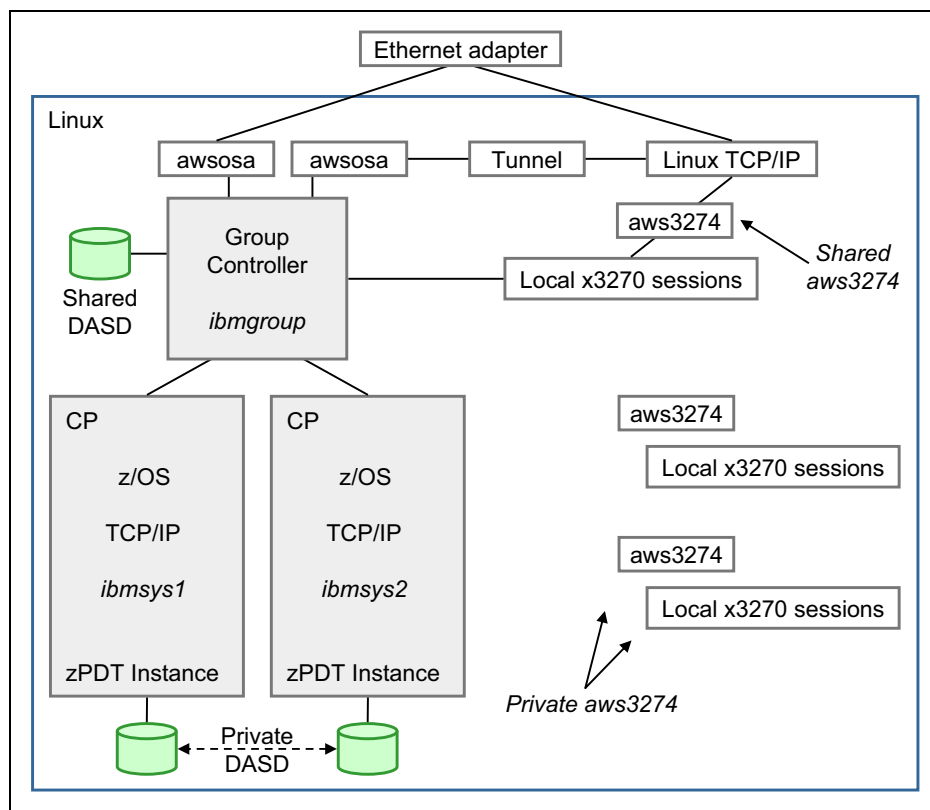 Ethernet adapter
Linux
awsosa
awsosa
Tunnel
Linux TCP/IP
aws3274
Shared
aws3274
Group
Controller
ibmgroup
Shared
DASD
Local x3270 sessions
CP
z/OS
TCP/IP
ibmsys1
zPDT Instance
CP
z/OS
TCP/IP
ibmsys2
zPDT Instance
aws3274
Local x3270 sessions
aws3274
Local x3270 sessions
Private aws3274
Private
DASD